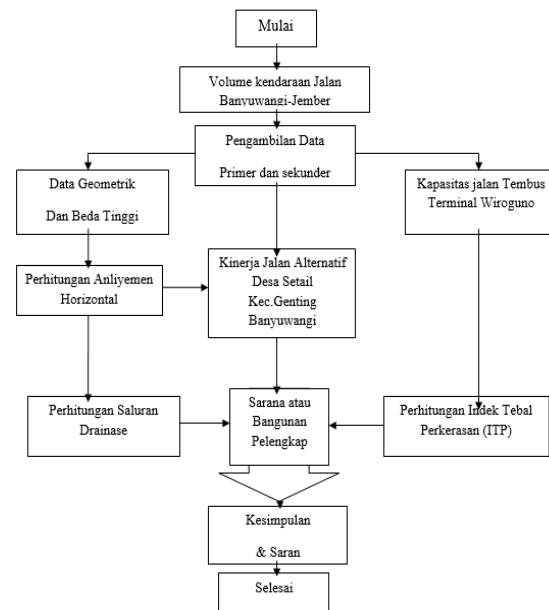 Mulai
Volume kendaraan Jalan
Banyuwangi-Jember
Pengambilan Data
Primer dan sekunder
Data Geometrik
Dan Beda Tinggi
Kapasitas jalan Tembus
Terminal Wiroguno
Perhitungan Anliyemen
Horizontal
Kinerja Jalan Alternatif
Desa Setail
Kec.Genting
Banyuwangi
Perhitungan Saluran
Drainase
Sarana atau
Bangunan
Pelengkap
Perhitungan Indek Tebal
Perkerasan (ITP)
Kesimpulan
& Saran
Selesai